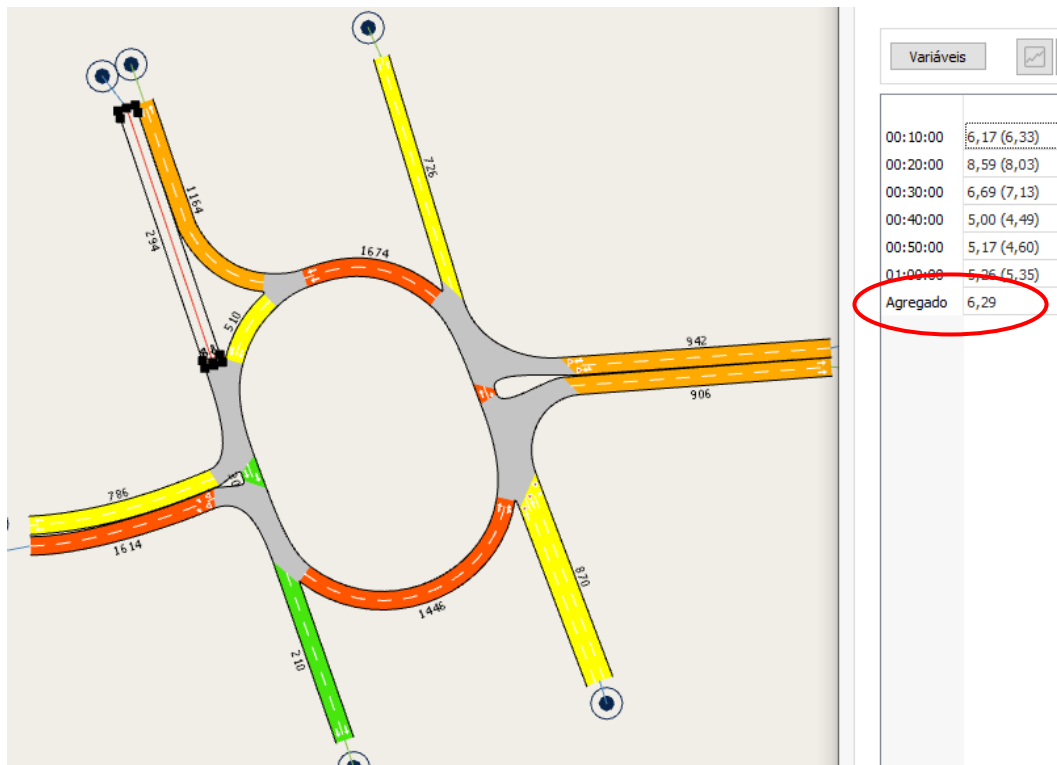 Variáveis
00:10:00 6,17 (6,33)
00:20:00 8,59 (8,03)
00:30:00 6,69 (7,13)
00:40:00 5,00 (4,49)
00:50:00 5,17 (4,60)
01:00:00 5,26 (5,35)
Agregado 6,29
726
1164
294
1674
510
942
906
786
1614
870
1446
210